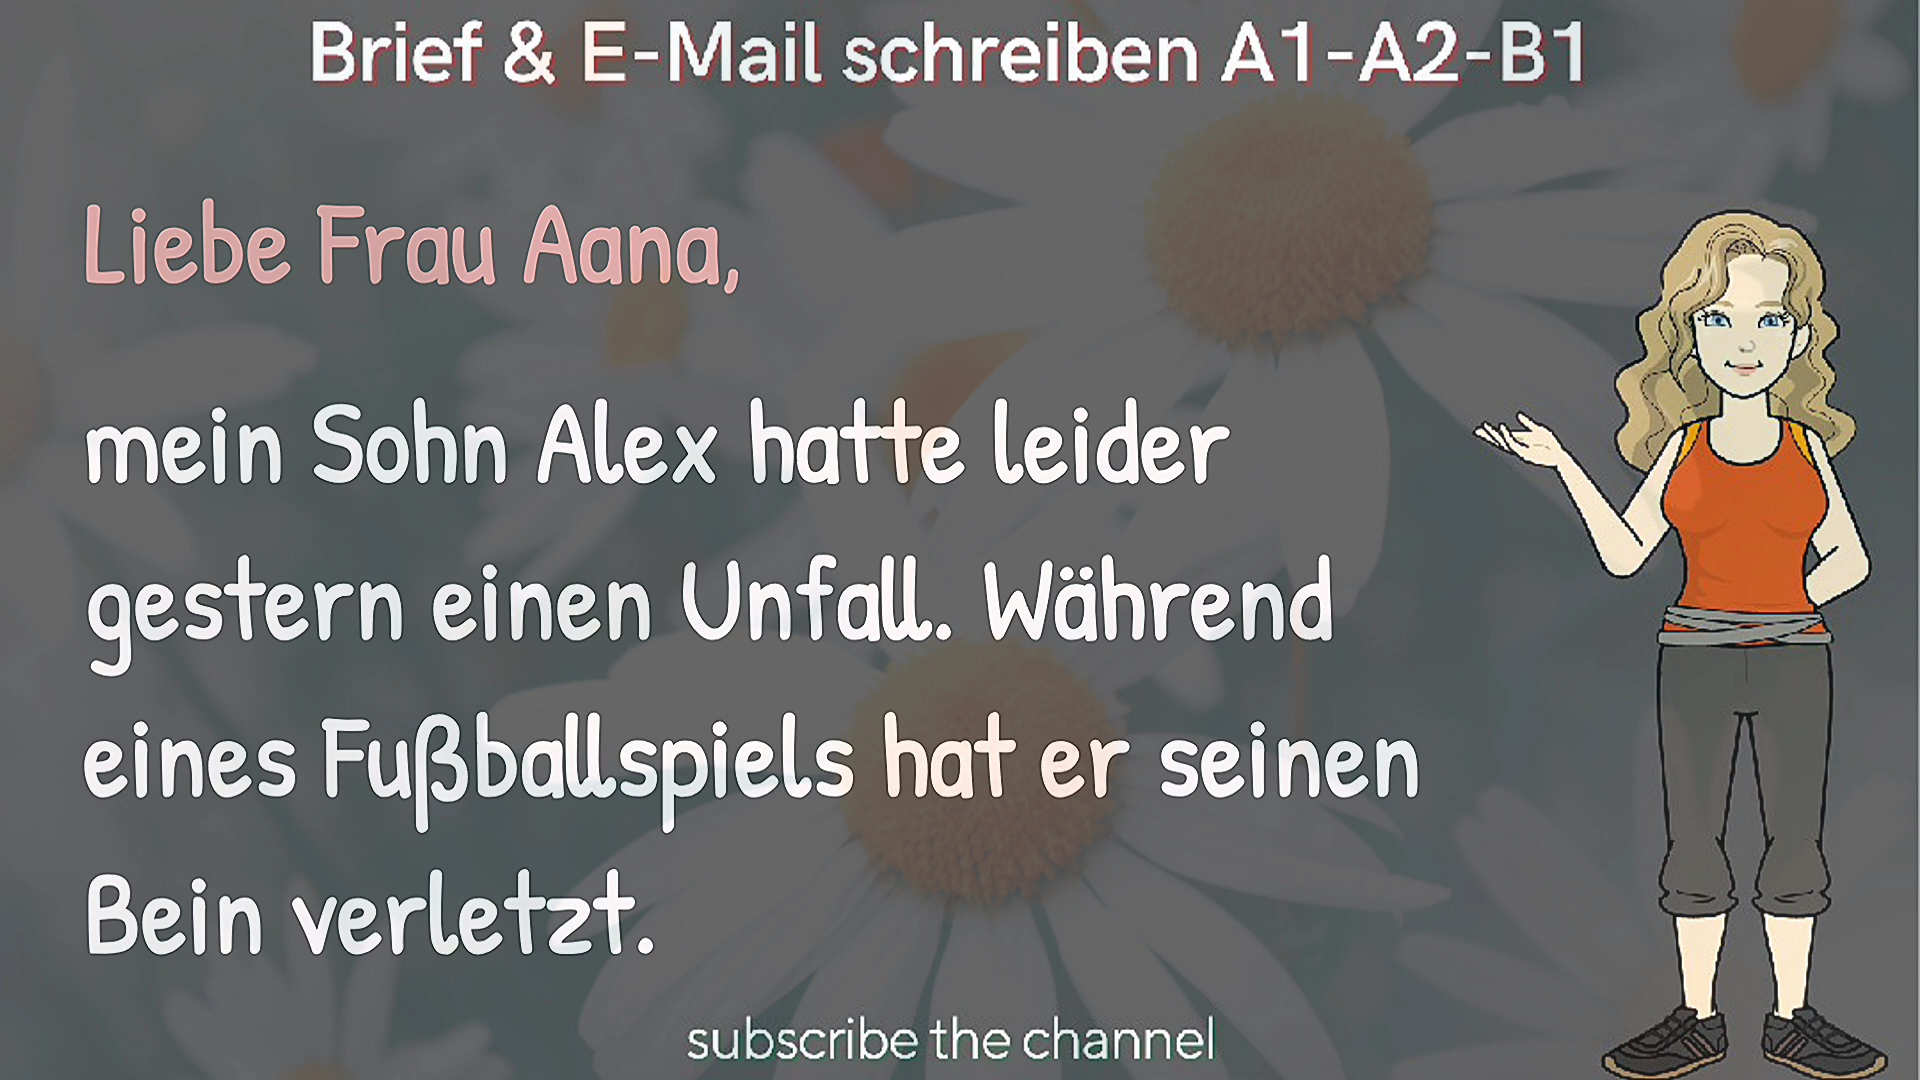 Brief & E-Mail schreiben A1-A2-B1
Liebe Frau Aana,
mein Sohn Alex hatte leider
gestern einen Unfall. Während
eines Fußballspiels hat er seinen
Bein verletzt.
subscribe the channel